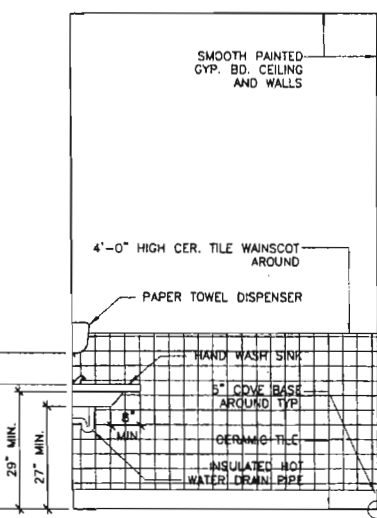 SMOOTH PAINTED
GYP. BD. CEILING
AND WALLS
4'-0" HIGH CER. TILE WAINSCOT
AROUND
PAPER TOWEL DISPENSER
HAND WASH SINK
5" COVE BASE
AROUND TYP.
8"
MIN
CERAMIC TILE
INSULATED HOT
WATER DRAIN PIPE
29" MIN.
27" MIN.